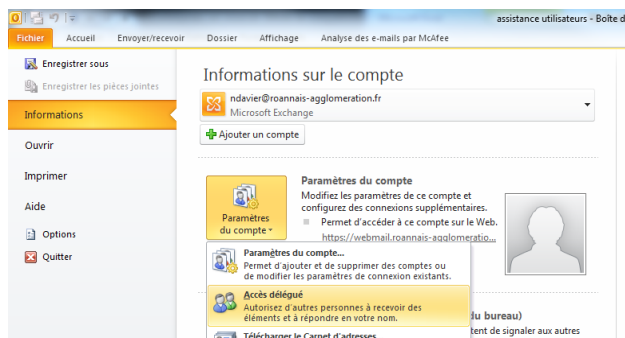 assistance utilisateurs - Boîte d
Fichier Accueil Envoyer/recevoir Dossier Affichage Analyse des e-mails par McAfee
Enregistrer sous
Enregistrer les pièces jointes
Informations
Ouvrir
Imprimer
Aide
Options
Quitter
Informations sur le compte
ndavier@roannais-agglomeration.fr
Microsoft Exchange
Ajouter un compte
Paramètres du compte
Paramètres du compte
Modifiez les paramètres de ce compte et
configurez des connexions supplémentaires.
Permet d'accéder à ce compte sur le Web.
https://webmail.roannais-agglomeratio...
Paramètres du compte...
Permet d'ajouter et de supprimer des comptes ou
de modifier les paramètres de connexion existants.
Accès délégué
Autorisez d'autres personnes à recevoir des
éléments et à répondre en votre nom.
Télécharger le Carnet d'adresses
du bureau)
tent de signaler aux autres